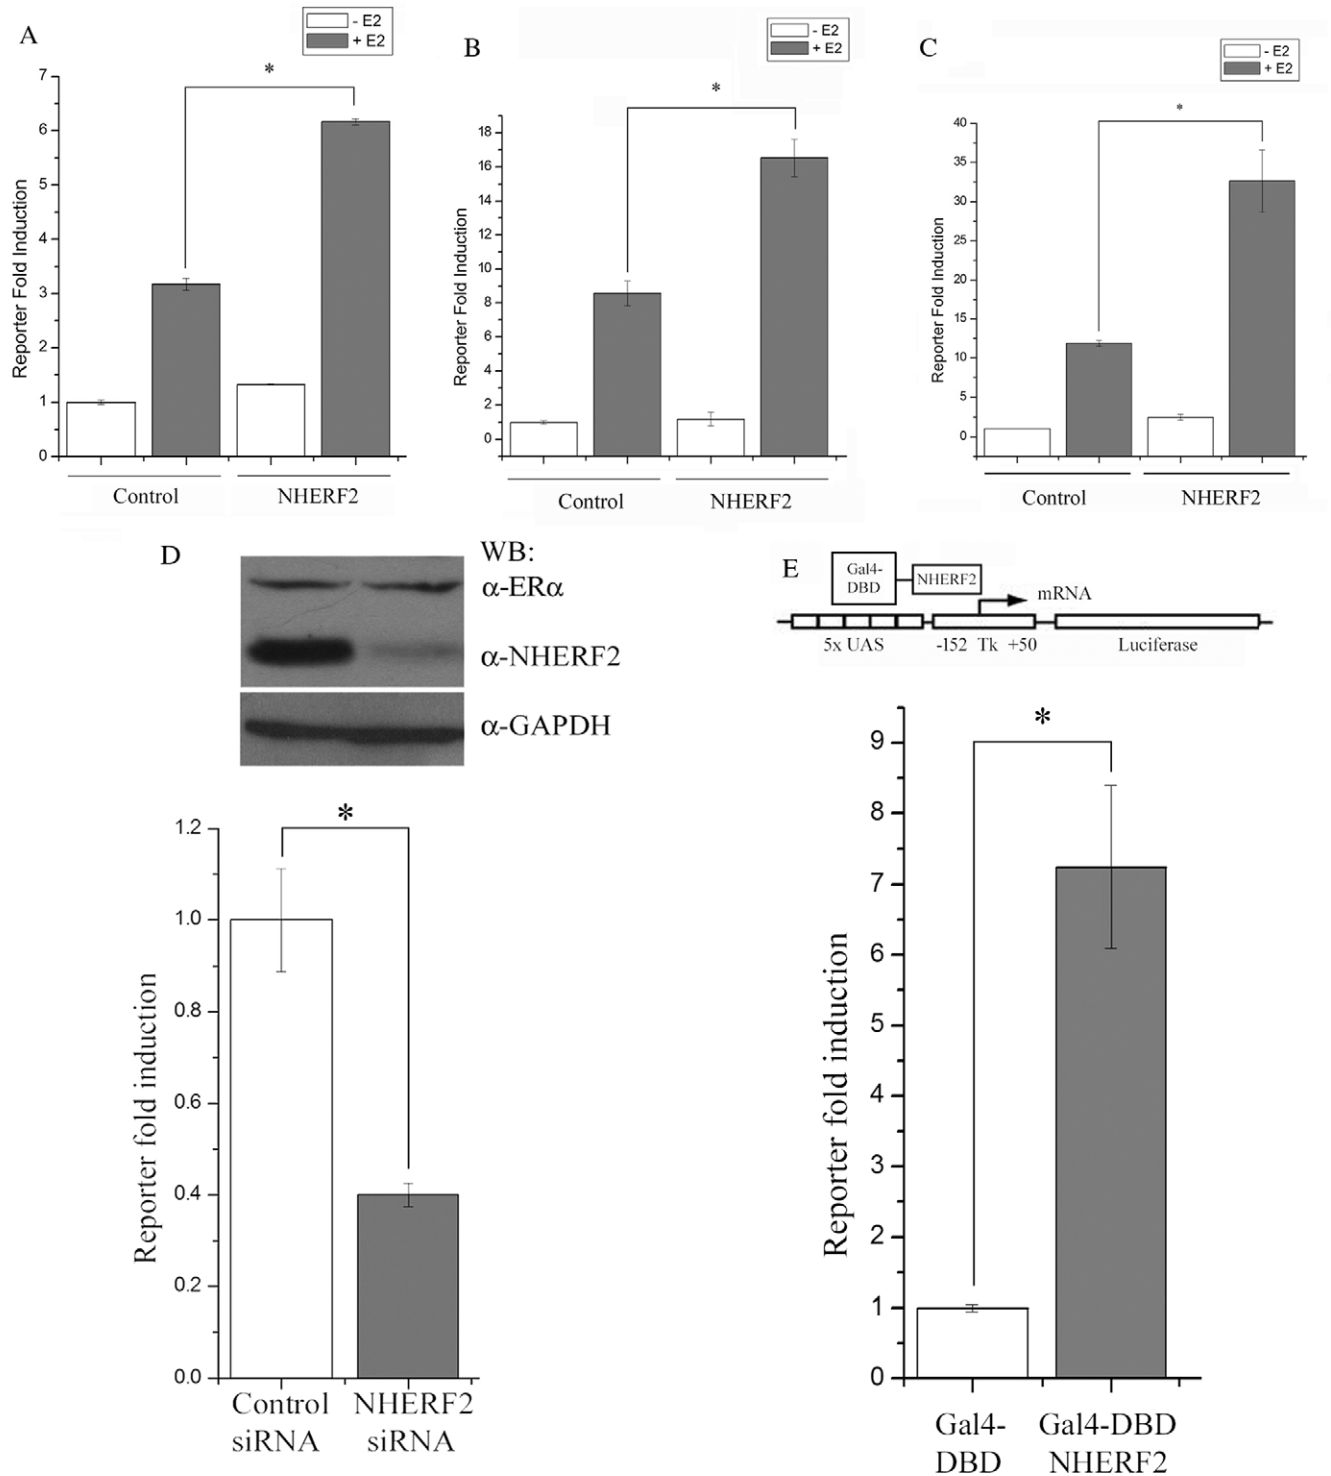 A
- E2
+ E2
*
7
6
5
4
3
2
1
0
Reporter Fold Induction
Control NHERF2
B
- E2
+ E2
*
18
16
14
12
10
8
6
4
2
0
Reporter Fold Induction
Control NHERF2
C
- E2
+ E2
*
40
35
30
25
20
15
10
5
0
Reporter Fold Induction
Control NHERF2
D
WB:
α-ERα
α-NHERF2
α-GAPDH
*
1.2
1.0
0.8
0.6
0.4
0.2
0.0
Reporter fold induction
Control NHERF2
siRNA siRNA
E
Gal4-
DBD
NHERF2
mRNA
5x UAS -152 Tk +50 Luciferase
*
9
8
7
6
5
4
3
2
1
0
Reporter fold induction
Gal4- Gal4-DBD
DBD NHERF2